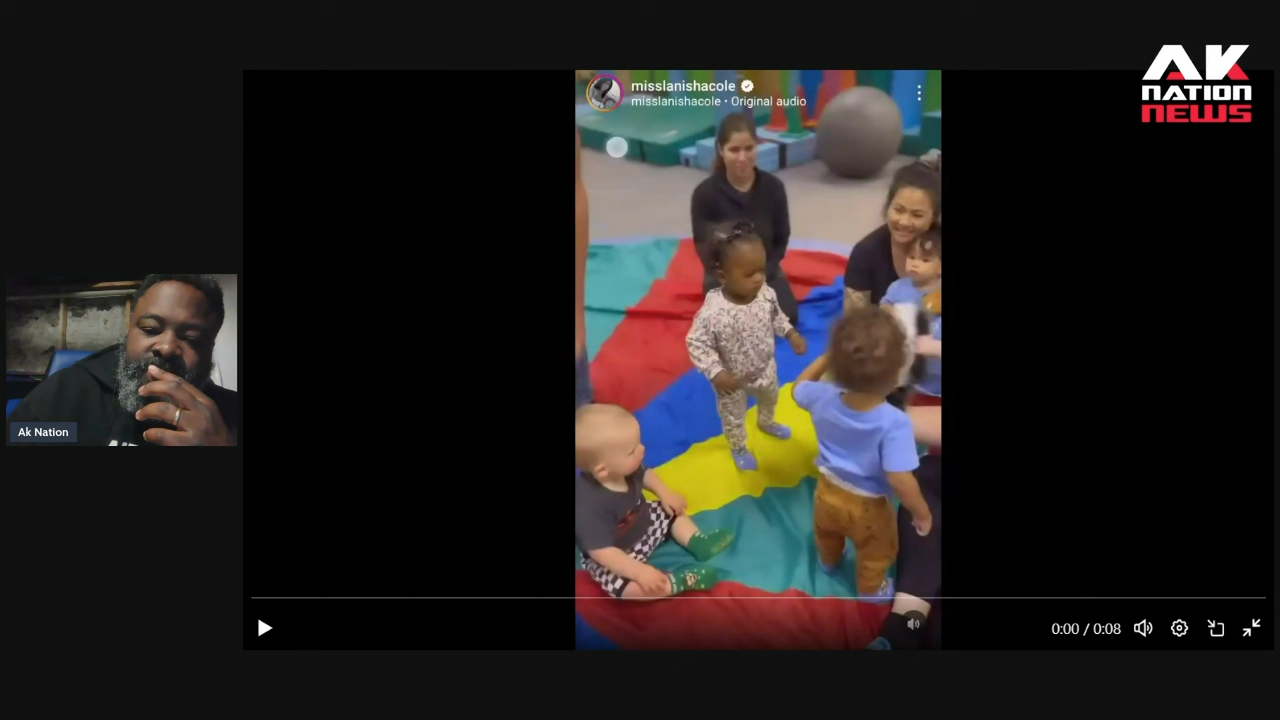 AK
NATION
NEWS
misslanishacole
misslanishacole • Original audio
Ak Nation
0:00 / 0:08